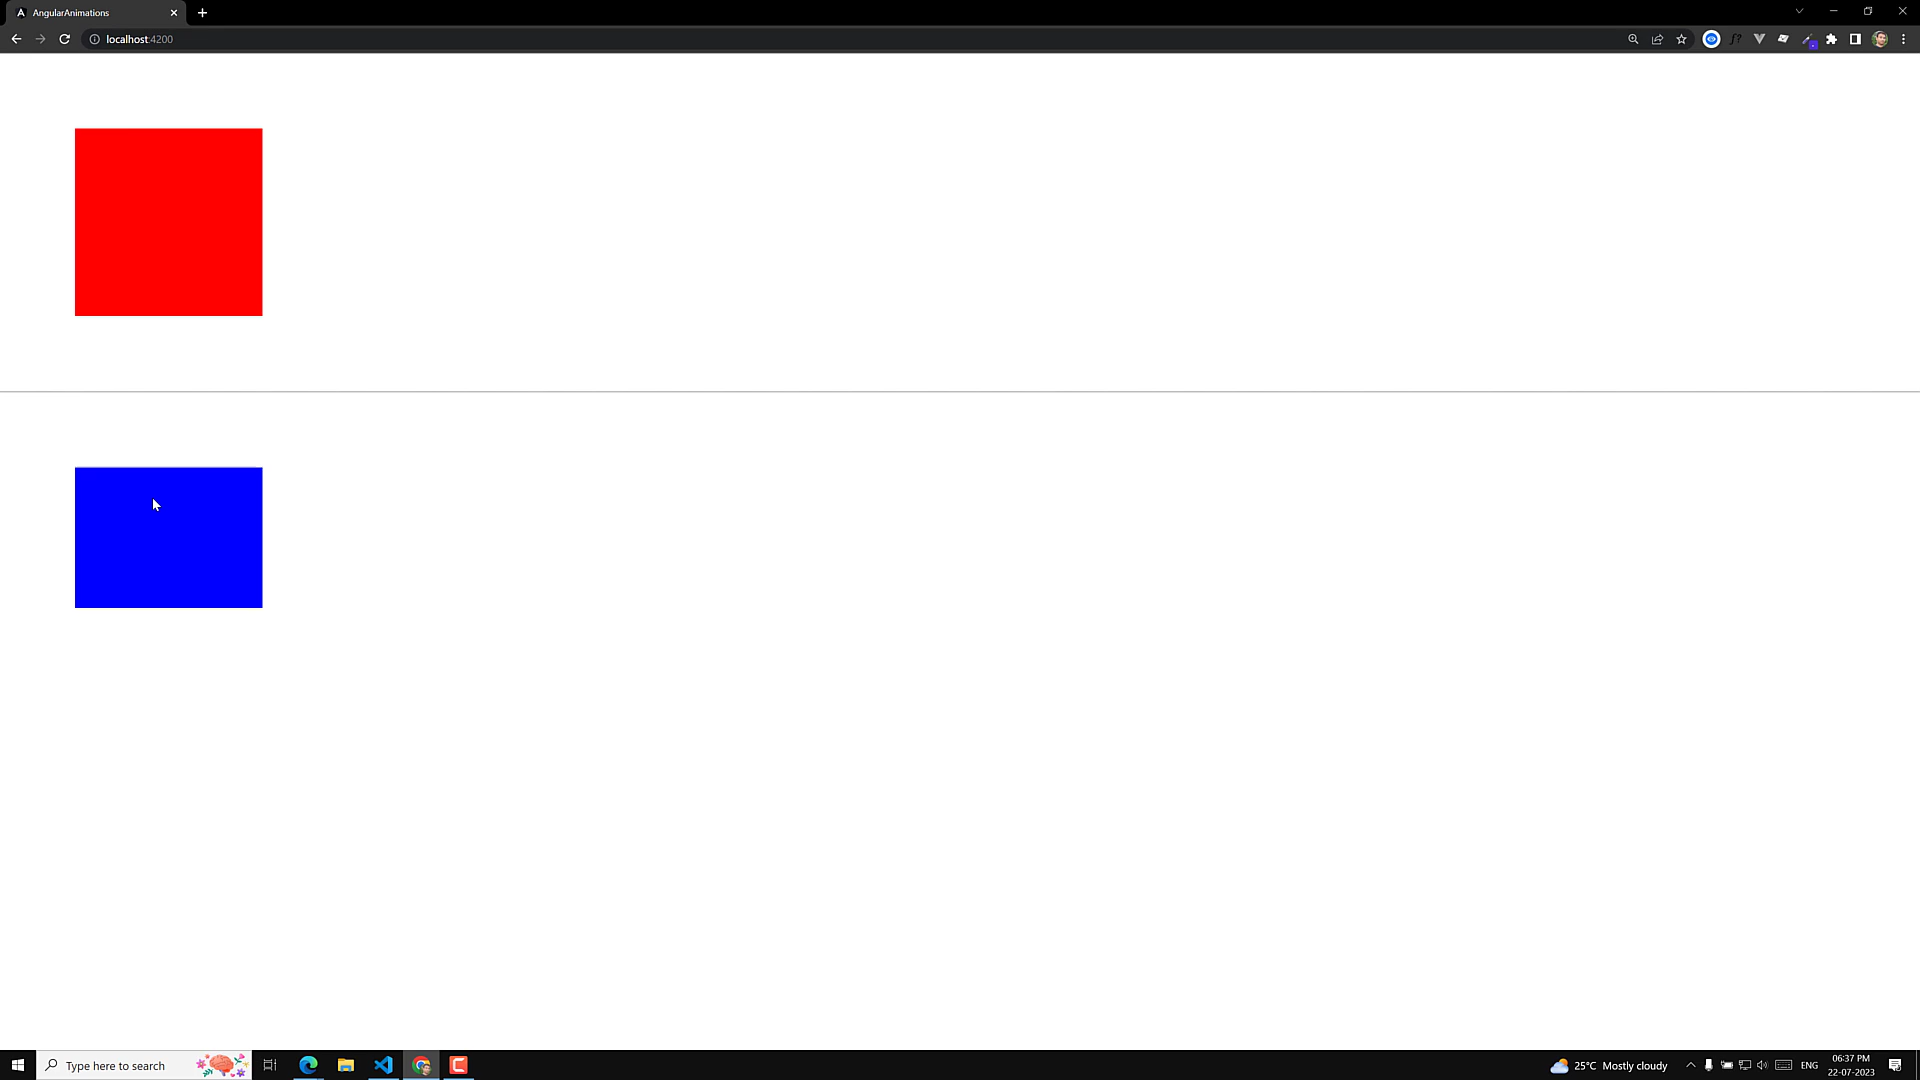 AngularAnimations
localhost:4200
f?
Type here to search
25°C Mostly cloudy
ENG
06:37 PM
22-07-2023